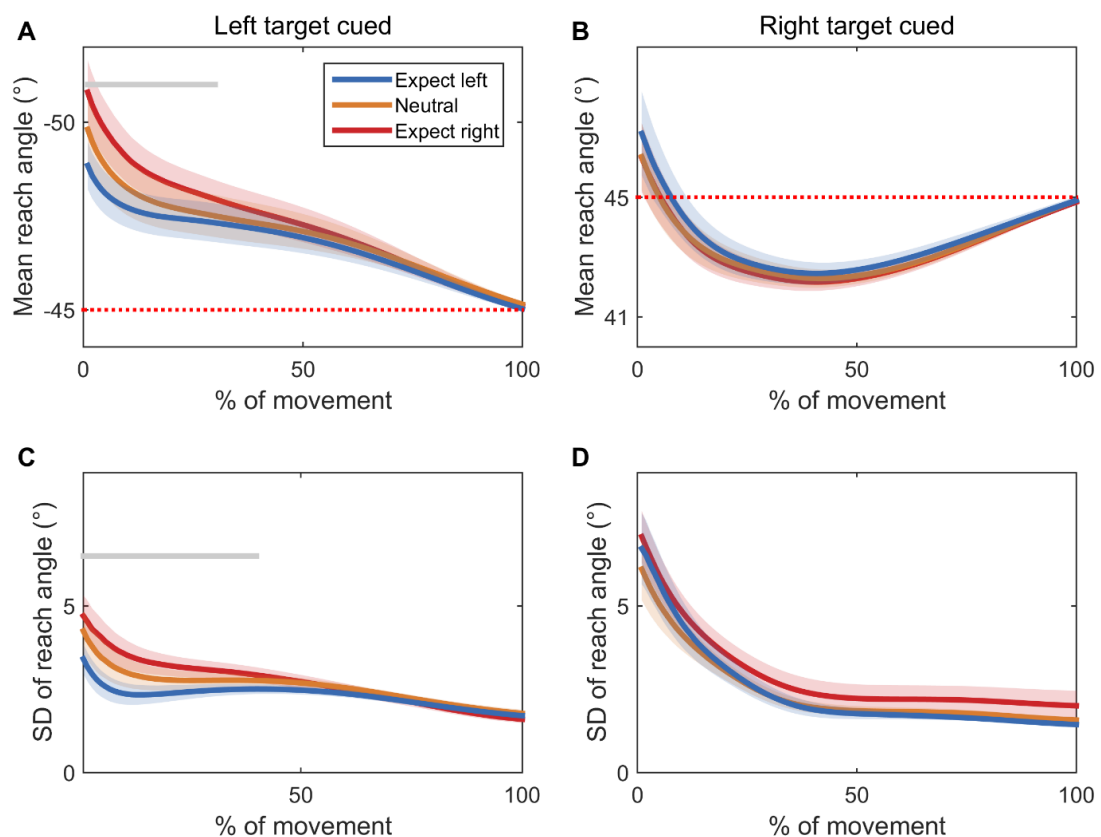 A
Left target cued
Mean reach angle (°)
-50
-45
Expect left
Neutral
Expect right
0
50
100
% of movement
B
Right target cued
Mean reach angle (°)
45
41
0
50
100
% of movement
C
SD of reach angle (°)
5
0
50
100
% of movement
D
SD of reach angle (°)
5
0
0
50
100
% of movement